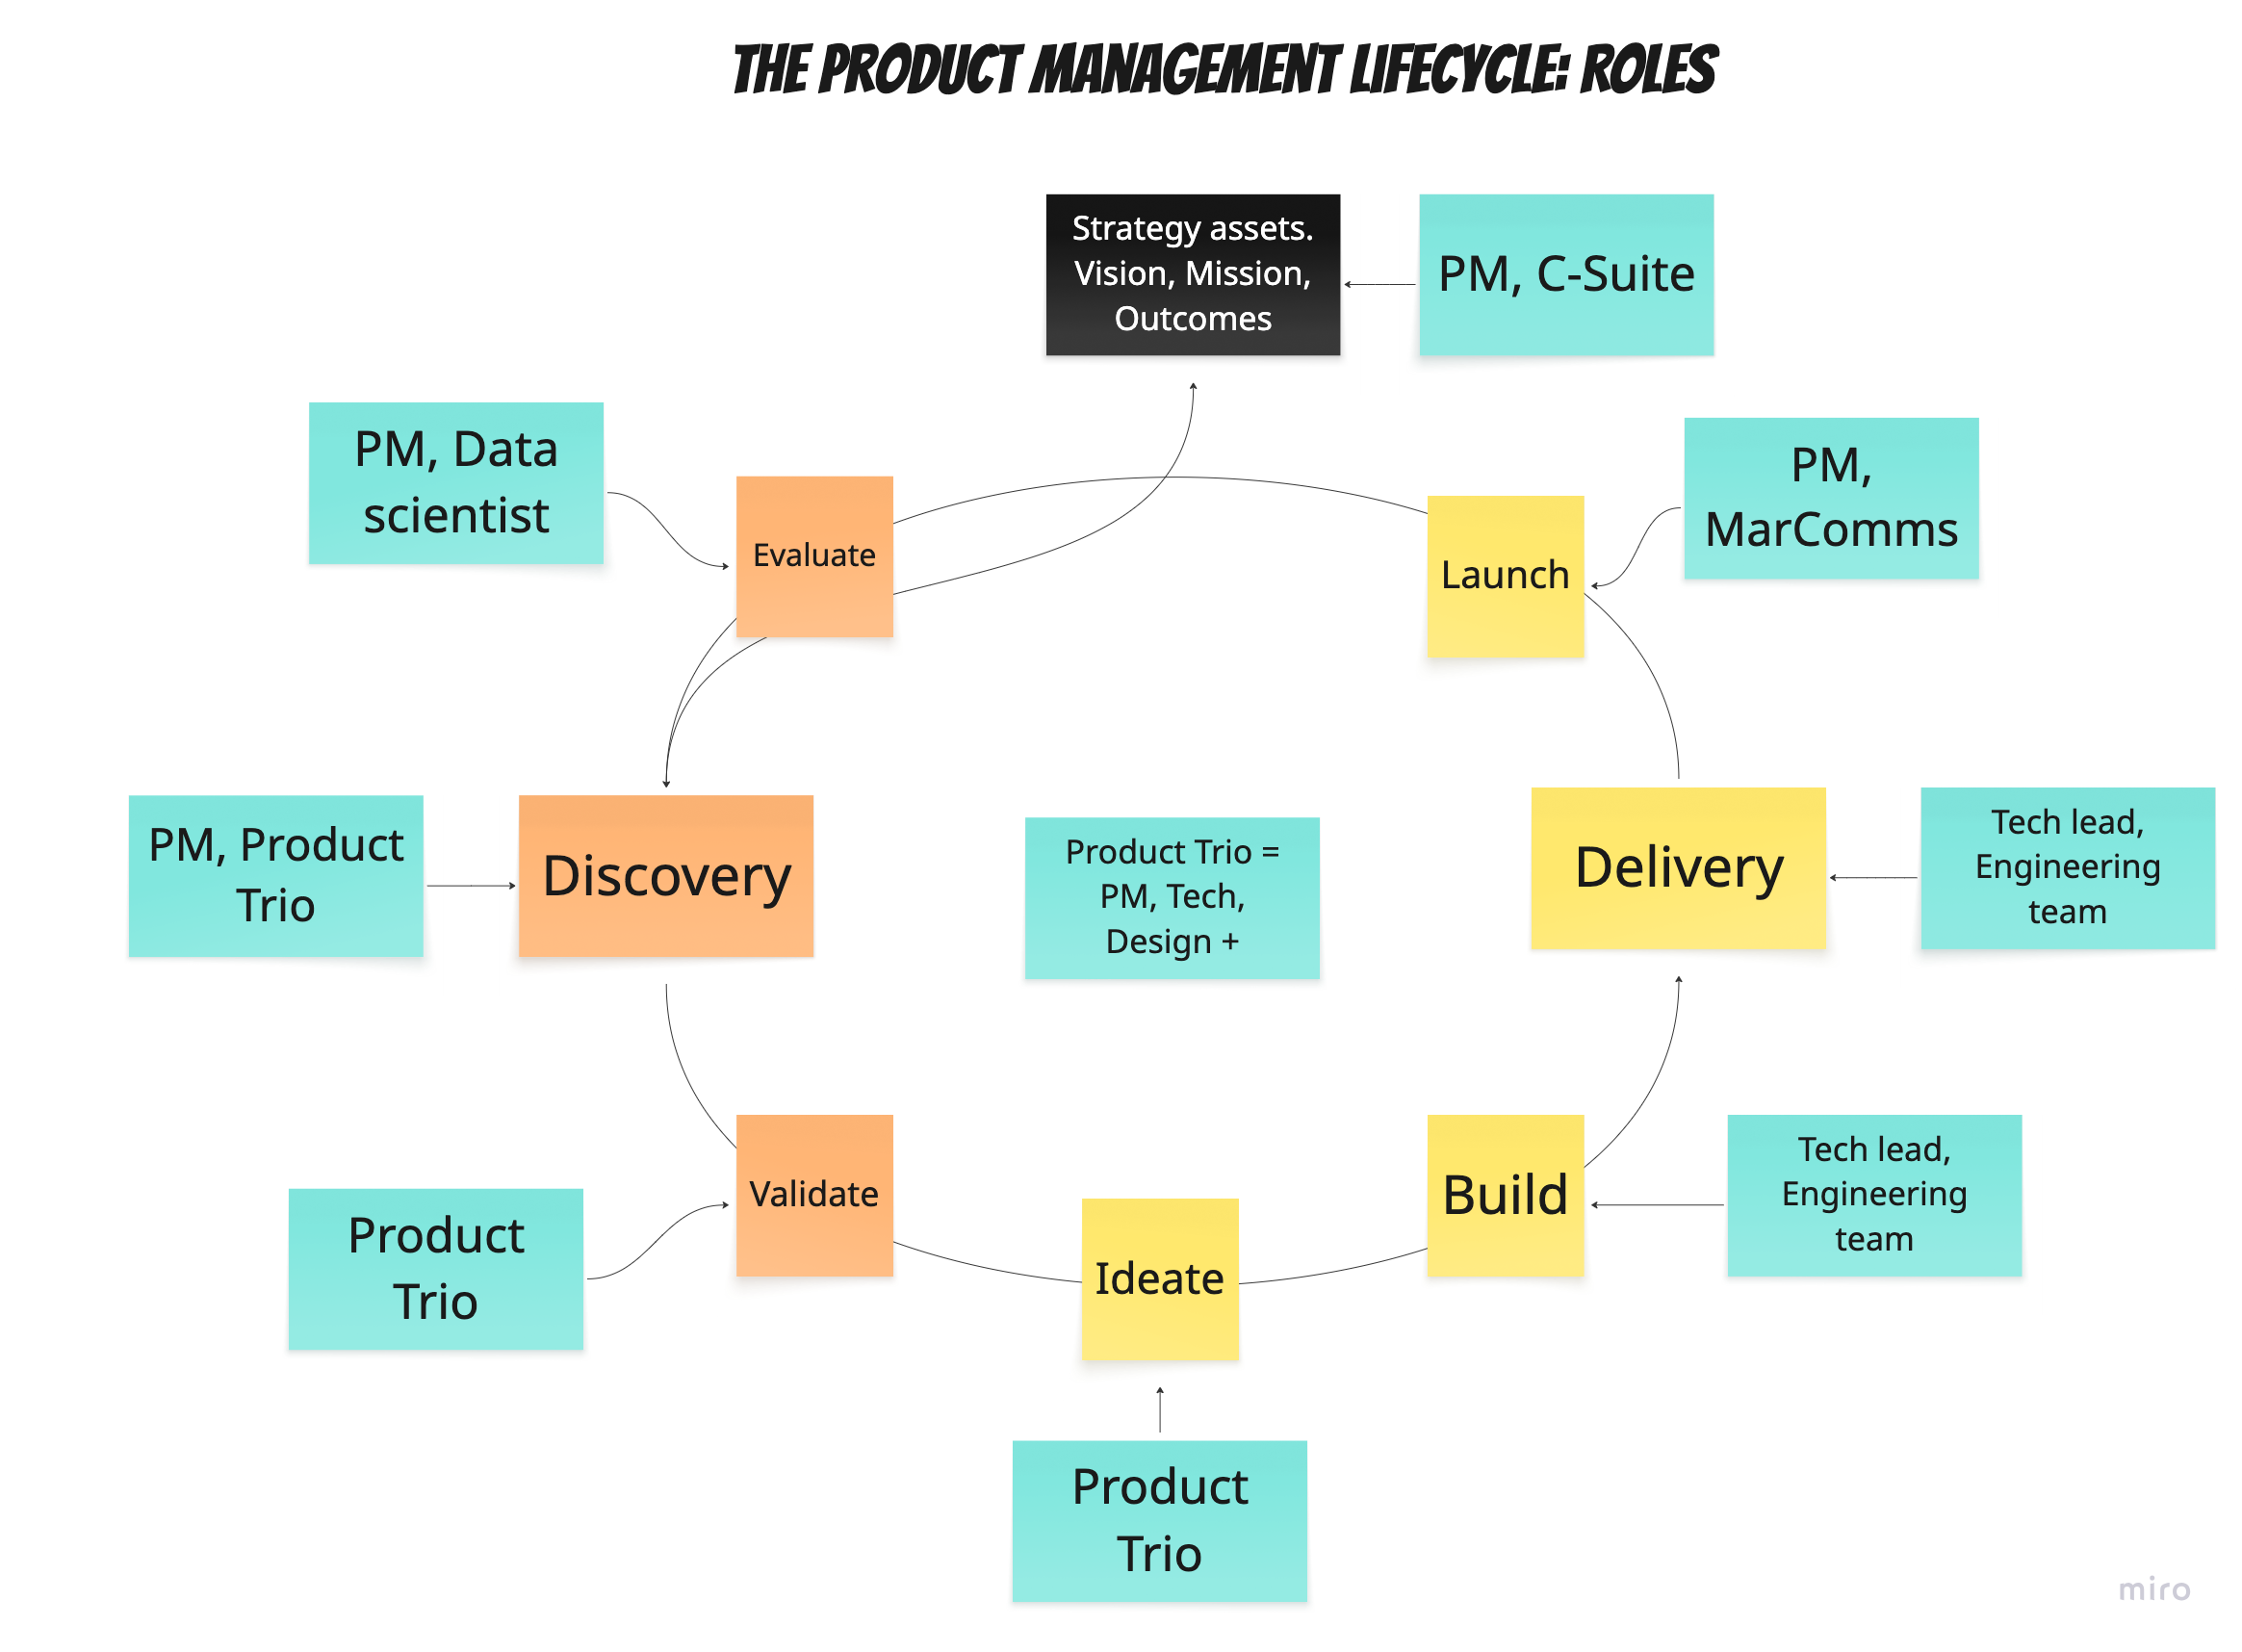 THE PRODUCT MANAGEMENT LIFECYCLE: ROLES
Strategy assets.
Vision, Mission,
Outcomes
PM, C-Suite
PM, Data
scientist
Evaluate
Launch
PM,
MarComms
PM, Product
Trio
Discovery
Product Trio =
PM, Tech,
Design +
Delivery
Tech lead,
Engineering
team
Product
Trio
Validate
Ideate
Build
Tech lead,
Engineering
team
Product
Trio
miro